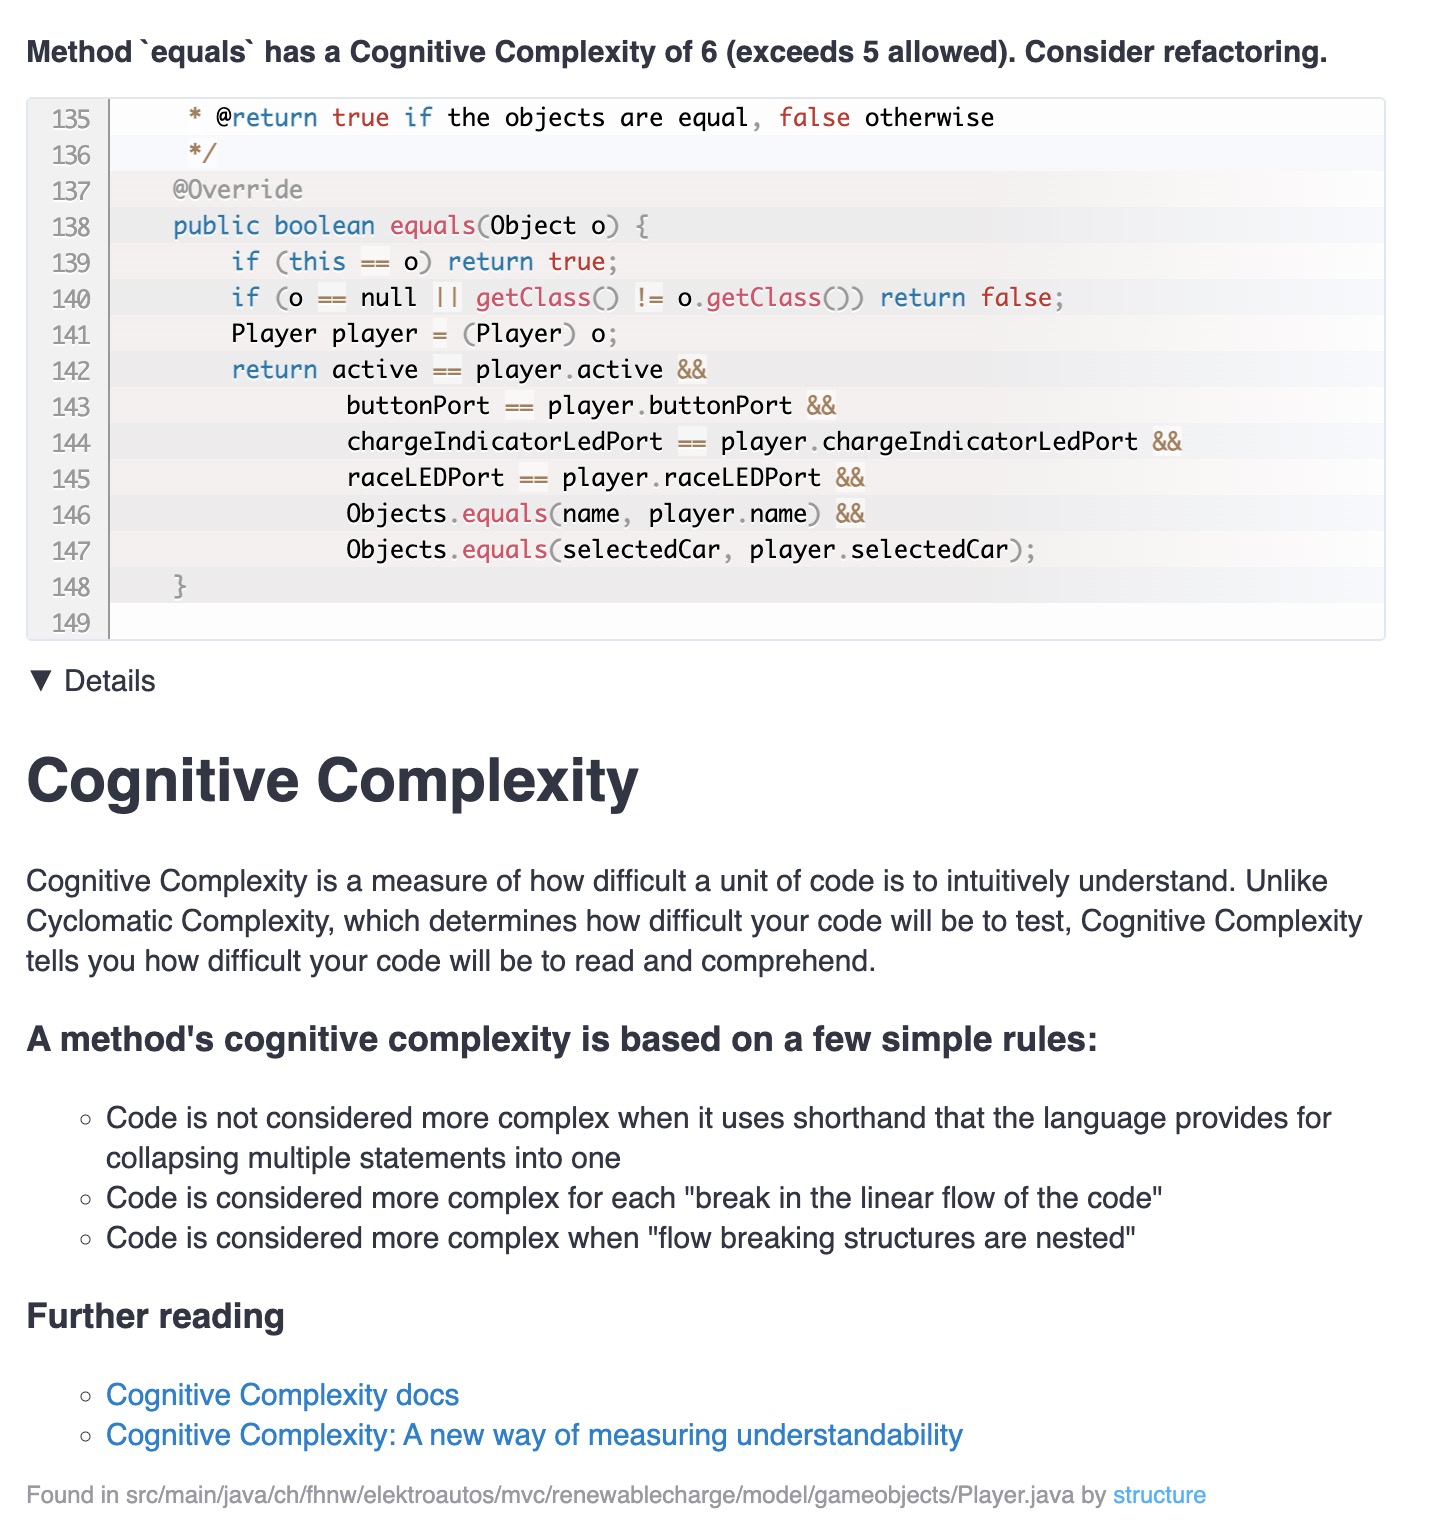 Method `equals` has a Cognitive Complexity of 6 (exceeds 5 allowed). Consider refactoring.
135 * @return true if the objects are equal, false otherwise
136 */
137 @Override
138 public boolean equals(Object o) {
139 if (this == o) return true;
140 if (o == null || getClass() != o.getClass()) return false;
141 Player player = (Player) o;
142 return active == player.active &&
143 buttonPort == player.buttonPort &&
144 chargeIndicatorLedPort == player.chargeIndicatorLedPort &&
145 raceLEDPort == player.raceLEDPort &&
146 Objects.equals(name, player.name) &&
147 Objects.equals(selectedCar, player.selectedCar);
148 }
149
▼ Details
Cognitive Complexity
Cognitive Complexity is a measure of how difficult a unit of code is to intuitively understand. Unlike
Cyclomatic Complexity, which determines how difficult your code will be to test, Cognitive Complexity
tells you how difficult your code will be to read and comprehend.
A method's cognitive complexity is based on a few simple rules:
◦ Code is not considered more complex when it uses shorthand that the language provides for
collapsing multiple statements into one
◦ Code is considered more complex for each "break in the linear flow of the code"
◦ Code is considered more complex when "flow breaking structures are nested"
Further reading
◦ Cognitive Complexity docs
◦ Cognitive Complexity: A new way of measuring understandability
Found in src/main/java/ch/fhnw/elektroautos/mvc/renewablecharge/model/gameobjects/Player.java by structure